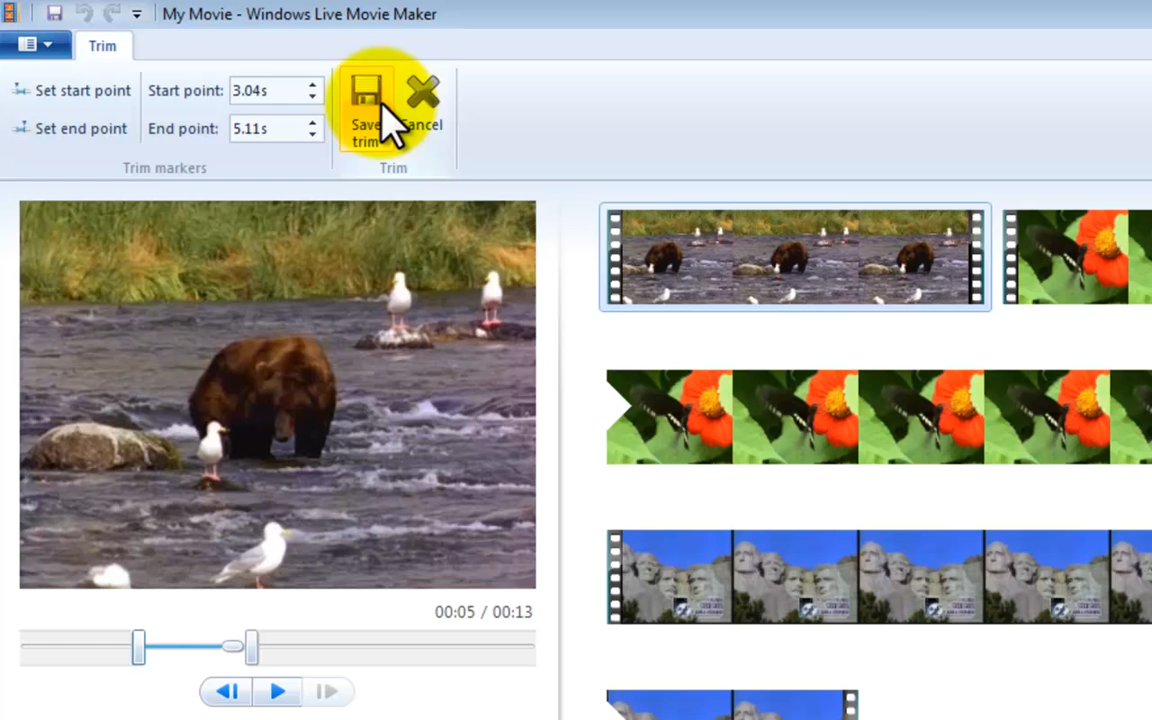 My Movie - Windows Live Movie Maker
Trim
Set start point
Start point: 3.04s
Save trim
Cancel
Set end point
End point: 5.11s
Trim markers
Trim
00:05 / 00:13